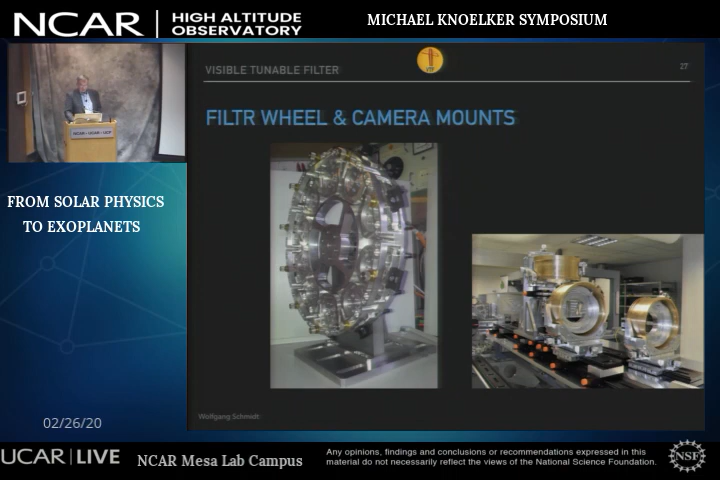 NCAR
HIGH ALTITUDE
OBSERVATORY
MICHAEL KNOELKER SYMPOSIUM
VISIBLE TUNABLE FILTER
27
FILTR WHEEL & CAMERA MOUNTS
FROM SOLAR PHYSICS
TO EXOPLANETS
Wolfgang Schmidt
02/26/20
UCAR | LIVE
NCAR Mesa Lab Campus
Any opinions, findings and conclusions or recommendations expressed in this
material do not necessarily reflect the views of the National Science Foundation.
NSF